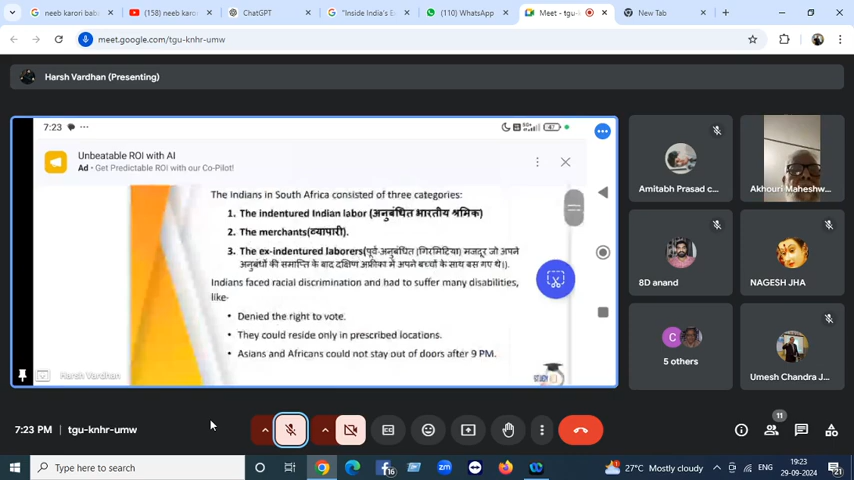 neeb karori bab
(158) neeb karo
ChatGPT
"Inside India's E
(110) WhatsApp
Meet - tgu-
New Tab
meet.google.com/tgu-knhr-umw
Harsh Vardhan (Presenting)
7:23
47
Unbeatable ROI with AI
Ad • Get Predictable ROI with our Co-Pilot!
The Indians in South Africa consisted of three categories:
1. The indentured Indian labor (अनुबंधित भारतीय श्रमिक)
2. The merchants(व्यापारी).
3. The ex-indentured laborers(पूर्व-अनुबंधित (गिरमिटिया) मजदूर जो अपने
अनुबंधों की समाप्ति के बाद दक्षिण अफ्रीका में अपने बच्चों के साथ बस गए थे।).
Indians faced racial discrimination and had to suffer many disabilities,
like-
• Denied the right to vote.
• They could reside only in prescribed locations.
• Asians and Africans could not stay out of doors after 9 PM.
Harsh Vardhan
Amitabh Prasad c...
Akhouri Maheshw...
8D anand
NAGESH JHA
C
5 others
Umesh Chandra J...
7:23 PM | tgu-knhr-umw
11
Type here to search
16
27°C Mostly cloudy
ENG
19:23
29-09-2024
21